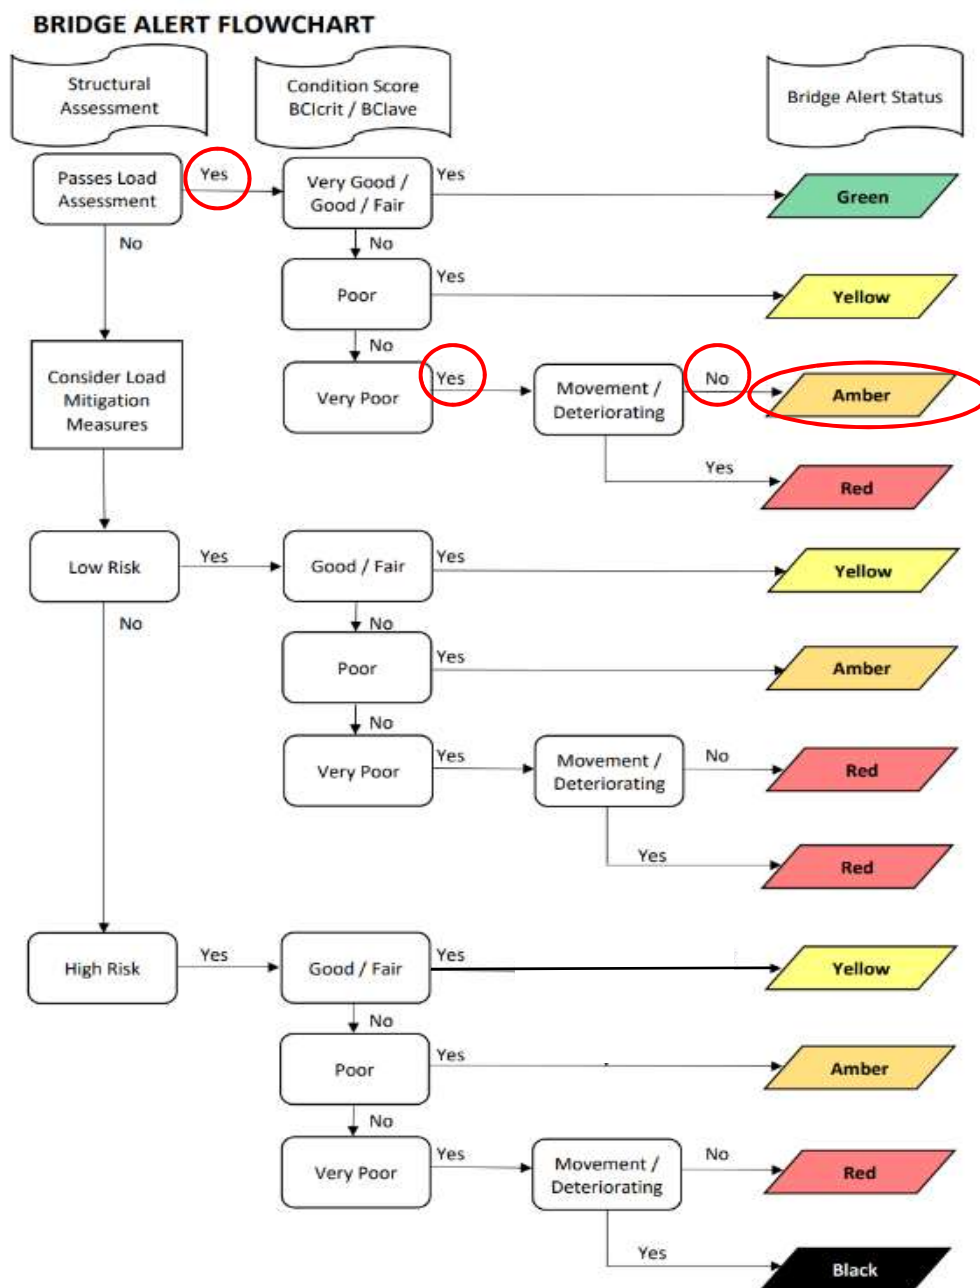 BRIDGE ALERT FLOWCHART
Structural
Assessment
Condition Score
BCIcrit / BCIave
Bridge Alert Status
Passes Load
Assessment
Yes
Very Good /
Good / Fair
Yes
Green
No
No
Poor
Yes
Yellow
No
Consider Load
Mitigation
Measures
Very Poor
Yes
Movement /
Deteriorating
No
Amber
Yes
Red
Low Risk
Yes
Good / Fair
Yes
Yellow
No
No
Poor
Yes
Amber
No
Very Poor
Yes
Movement /
Deteriorating
No
Red
Yes
Red
High Risk
Yes
Good / Fair
Yes
Yellow
No
Poor
Yes
Amber
No
Very Poor
Yes
Movement /
Deteriorating
No
Red
Yes
Black